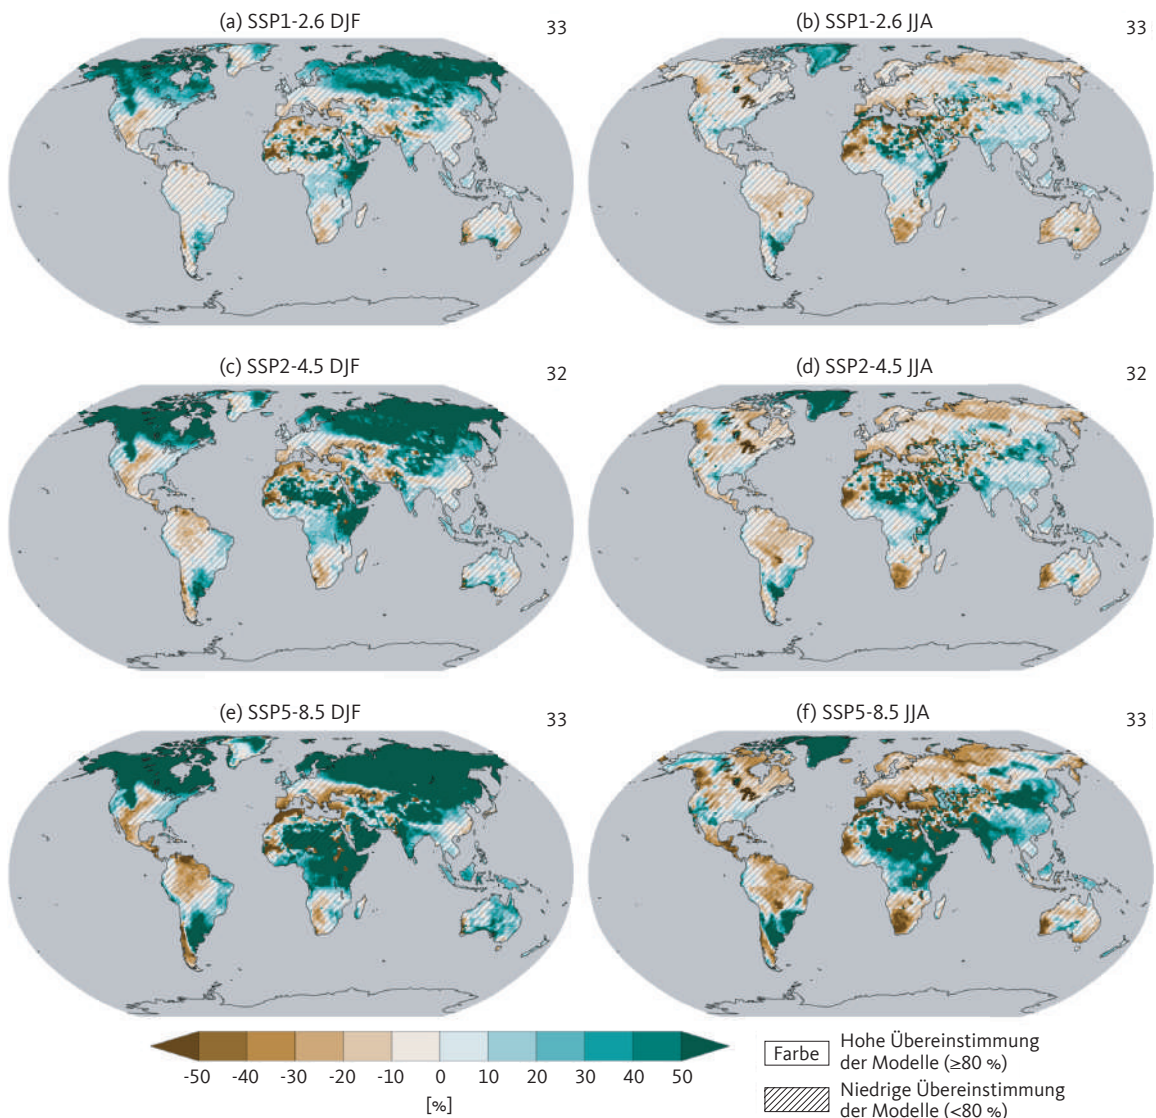 (a) SSP1-2.6 DJF
33
(b) SSP1-2.6 JJA
33
(c) SSP2-4.5 DJF
32
(d) SSP2-4.5 JJA
32
(e) SSP5-8.5 DJF
33
(f) SSP5-8.5 JJA
33
-50 -40 -30 -20 -10 0 10 20 30 40 50
[%]
Farbe
Hohe Übereinstimmung
der Modelle (≥80 %)
Niedrige Übereinstimmung
der Modelle (<80 %)